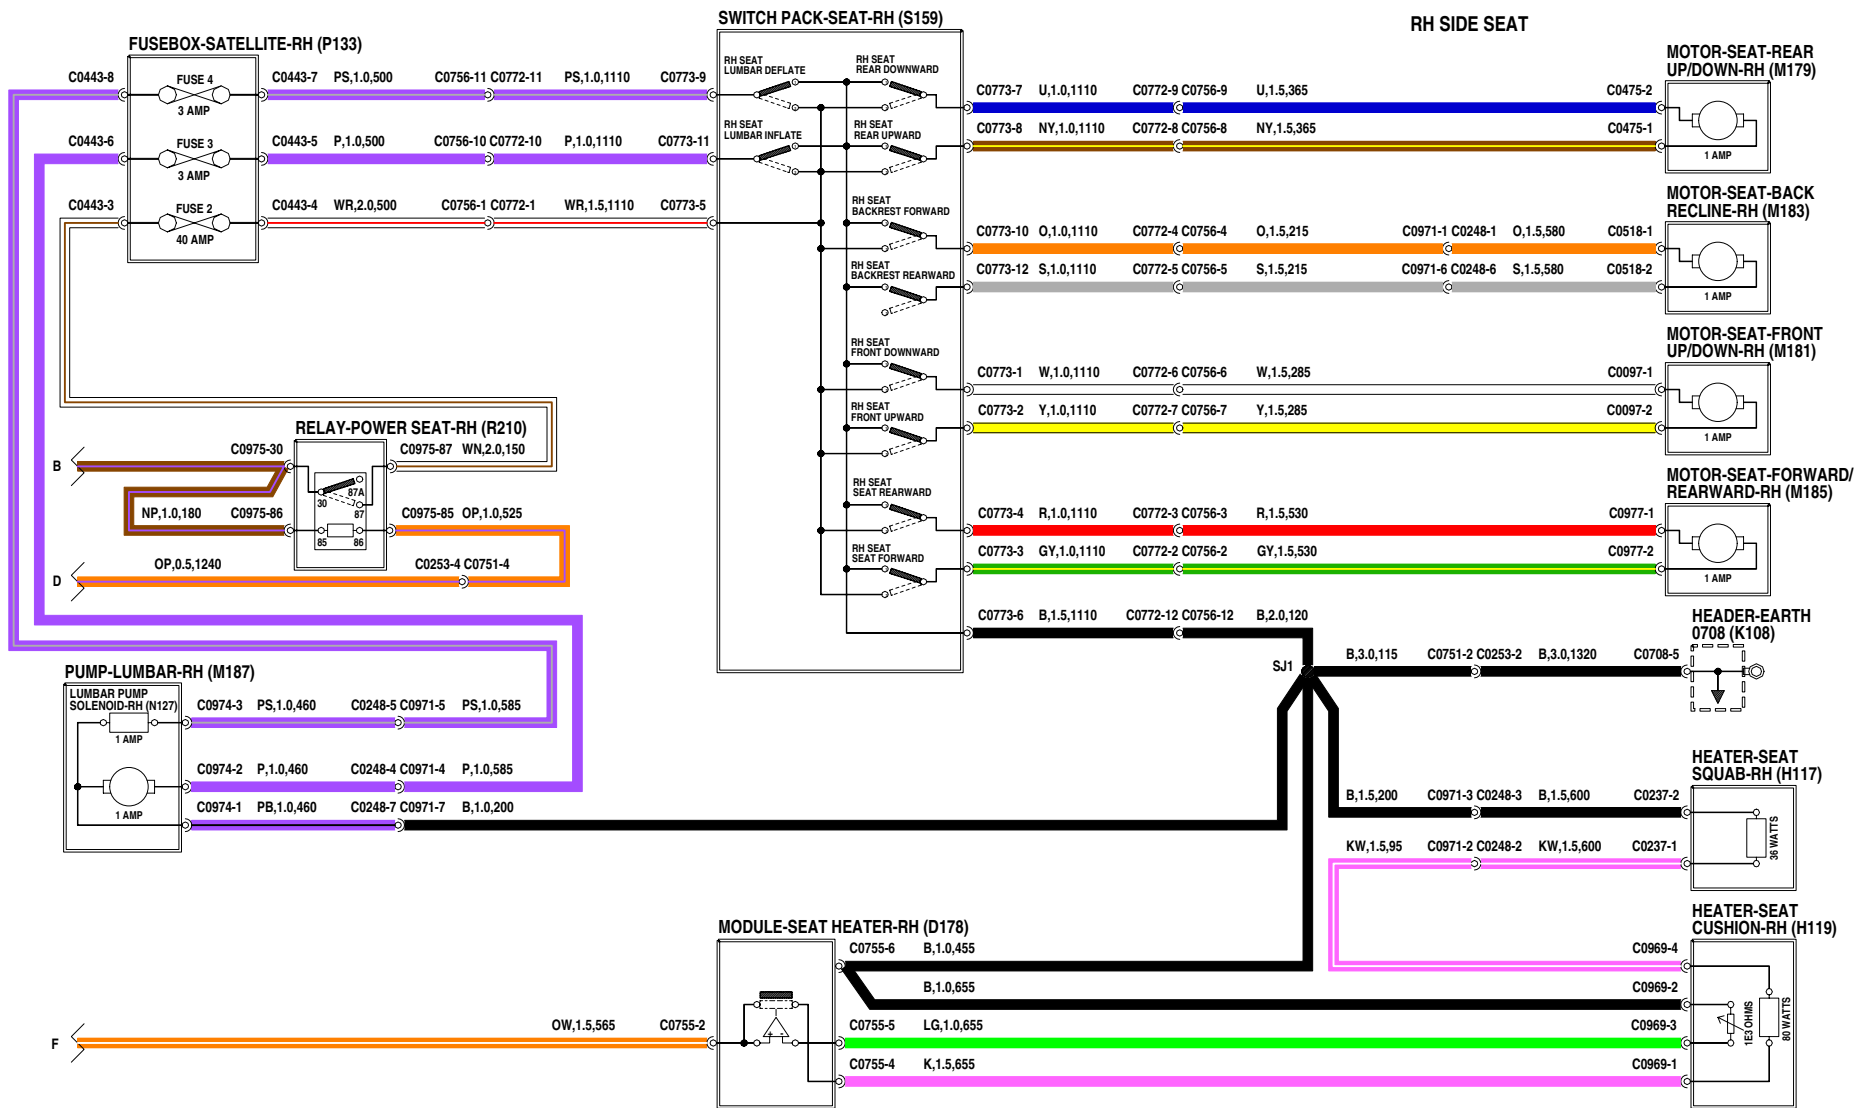 SWITCH PACK-SEAT-RH (S159)
RH SIDE SEAT
FUSEBOX-SATELLITE-RH (P133)
C0443-8
FUSE 4
3 AMP
C0443-7 PS,1.0,500 C0756-11 C0772-11 PS,1.0,1110 C0773-9
C0443-6
FUSE 3
3 AMP
C0443-5 P,1.0,500 C0756-10 C0772-10 P,1.0,1110 C0773-11
C0443-3
FUSE 2
40 AMP
C0443-4 WR,2.0,500 C0756-1 C0772-1 WR,1.5,1110 C0773-5
RH SEAT
LUMBAR DEFLATE
RH SEAT
REAR DOWNWARD
RH SEAT
LUMBAR INFLATE
RH SEAT
REAR UPWARD
RH SEAT
BACKREST FORWARD
RH SEAT
BACKREST REARWARD
RH SEAT
FRONT DOWNWARD
RH SEAT
FRONT UPWARD
RH SEAT
SEAT REARWARD
RH SEAT
SEAT FORWARD
MOTOR-SEAT-REAR
UP/DOWN-RH (M179)
C0773-7 U,1.0,1110 C0772-9 C0756-9 U,1.5,365 C0475-2
C0773-8 NY,1.0,1110 C0772-8 C0756-8 NY,1.5,365 C0475-1
1 AMP
MOTOR-SEAT-BACK
RECLINE-RH (M183)
C0773-10 O,1.0,1110 C0772-4 C0756-4 O,1.5,215 C0971-1 C0248-1 O,1.5,580 C0518-1
C0773-12 S,1.0,1110 C0772-5 C0756-5 S,1.5,215 C0971-6 C0248-6 S,1.5,580 C0518-2
1 AMP
MOTOR-SEAT-FRONT
UP/DOWN-RH (M181)
C0773-1 W,1.0,1110 C0772-6 C0756-6 W,1.5,285 C0097-1
C0773-2 Y,1.0,1110 C0772-7 C0756-7 Y,1.5,285 C0097-2
1 AMP
MOTOR-SEAT-FORWARD/
REARWARD-RH (M185)
C0773-4 R,1.0,1110 C0772-3 C0756-3 R,1.5,530 C0977-1
C0773-3 GY,1.0,1110 C0772-2 C0756-2 GY,1.5,530 C0977-2
1 AMP
RELAY-POWER SEAT-RH (R210)
B
C0975-30
C0975-87 WN,2.0,150
87A
30
87
NP,1.0,180 C0975-86
85 86
C0975-85 OP,1.0,525
D
OP,0.5,1240 C0253-4 C0751-4
C0773-6 B,1.5,1110 C0772-12 C0756-12 B,2.0,120
HEADER-EARTH
0708 (K108)
SJ1
B,3.0,115 C0751-2 C0253-2 B,3.0,1320 C0708-5
PUMP-LUMBAR-RH (M187)
LUMBAR PUMP
SOLENOID-RH (N127)
1 AMP
C0974-3 PS,1.0,460 C0248-5 C0971-5 PS,1.0,585
C0974-2 P,1.0,460 C0248-4 C0971-4 P,1.0,585
1 AMP
C0974-1 PB,1.0,460 C0248-7 C0971-7 B,1.0,200
HEATER-SEAT
SQUAB-RH (H117)
B,1.5,200 C0971-3 C0248-3 B,1.5,600 C0237-2
36 WATTS
KW,1.5,95 C0971-2 C0248-2 KW,1.5,600 C0237-1
HEATER-SEAT
CUSHION-RH (H119)
MODULE-SEAT HEATER-RH (D178)
C0755-6 B,1.0,455 C0969-4
B,1.0,655 C0969-2
F
OW,1.5,565 C0755-2
+ -
C0755-5 LG,1.0,655 C0969-3
1E3 OHMS
80 WATTS
C0755-4 K,1.5,655 C0969-1